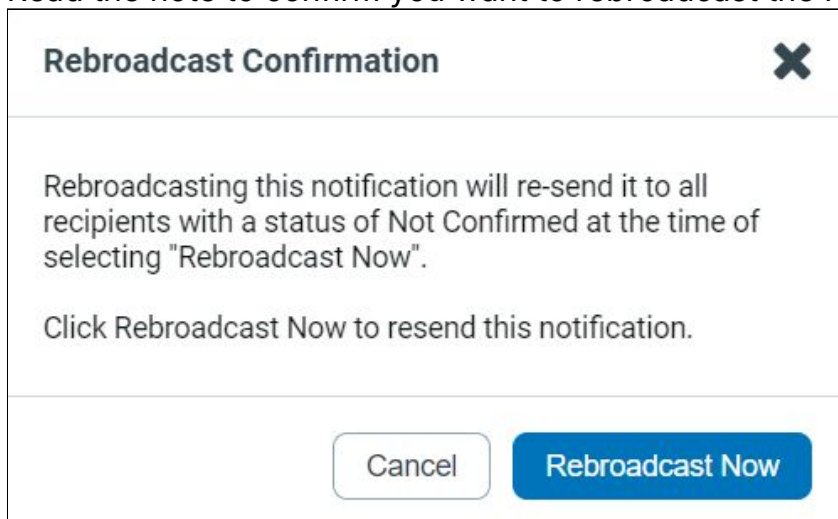 Rebroadcast Confirmation
Rebroadcasting this notification will re-send it to all
recipients with a status of Not Confirmed at the time of
selecting "Rebroadcast Now".
Click Rebroadcast Now to resend this notification.
Cancel
Rebroadcast Now